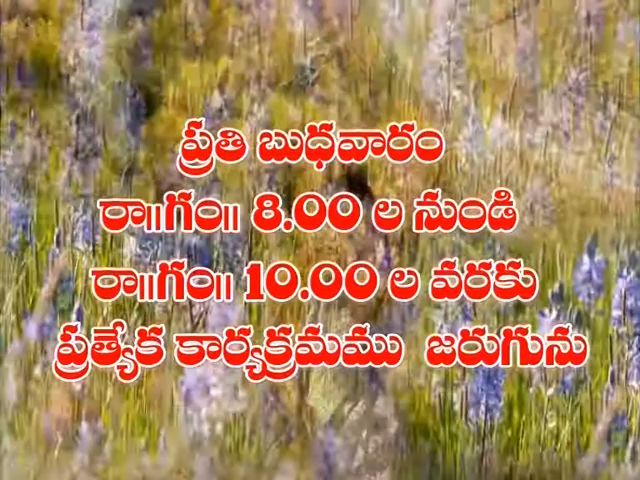 ప్రతి బుధవారం
రా॥గం॥ 8.00 ల నుండి
రా॥గం॥ 10.00 ల వరకు
ప్రత్యేక కార్యక్రమము జరుగును